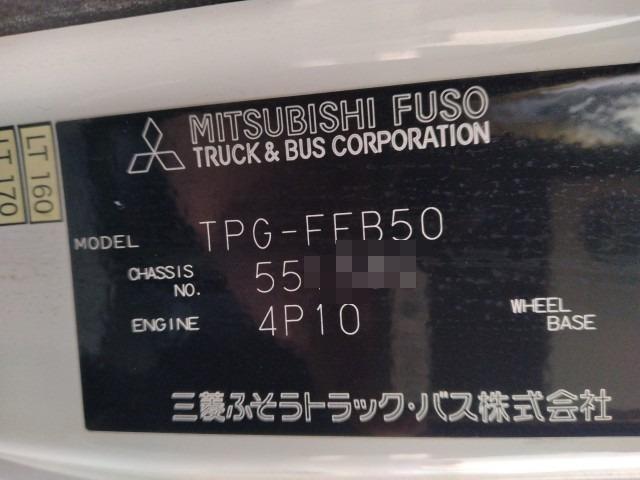 MITSUBISHI FUSO
TRUCK & BUS CORPORATION
LT 160
LT 170
MODEL TPG-FEB50
CHASSIS NO. 55
ENGINE 4P10
WHEEL BASE
三菱ふそうトラック・バス株式会社